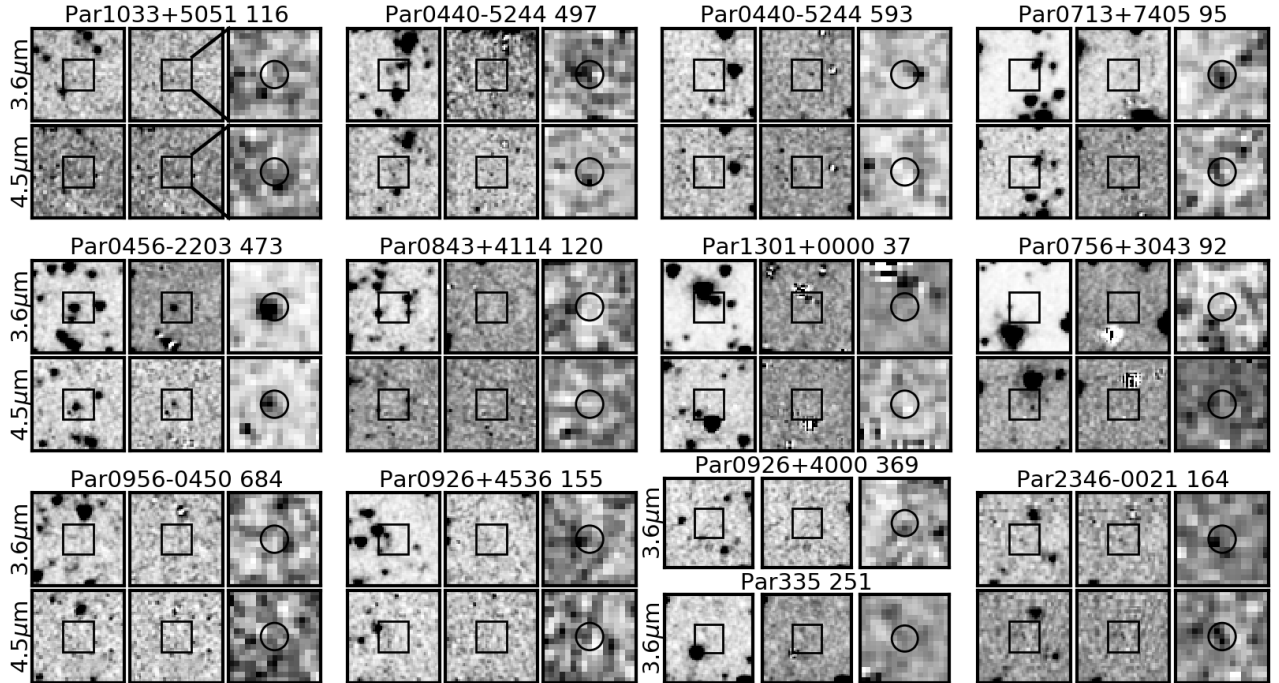 Par1033+5051 116
Par0440-5244 497
Par0440-5244 593
Par0713+7405 95
3.6μm
4.5μm
Par0456-2203 473
Par0843+4114 120
Par1301+0000 37
Par0756+3043 92
3.6μm
4.5μm
Par0956-0450 684
Par0926+4536 155
Par0926+4000 369
Par2346-0021 164
3.6μm
3.6μm
Par335 251
4.5μm
3.6μm